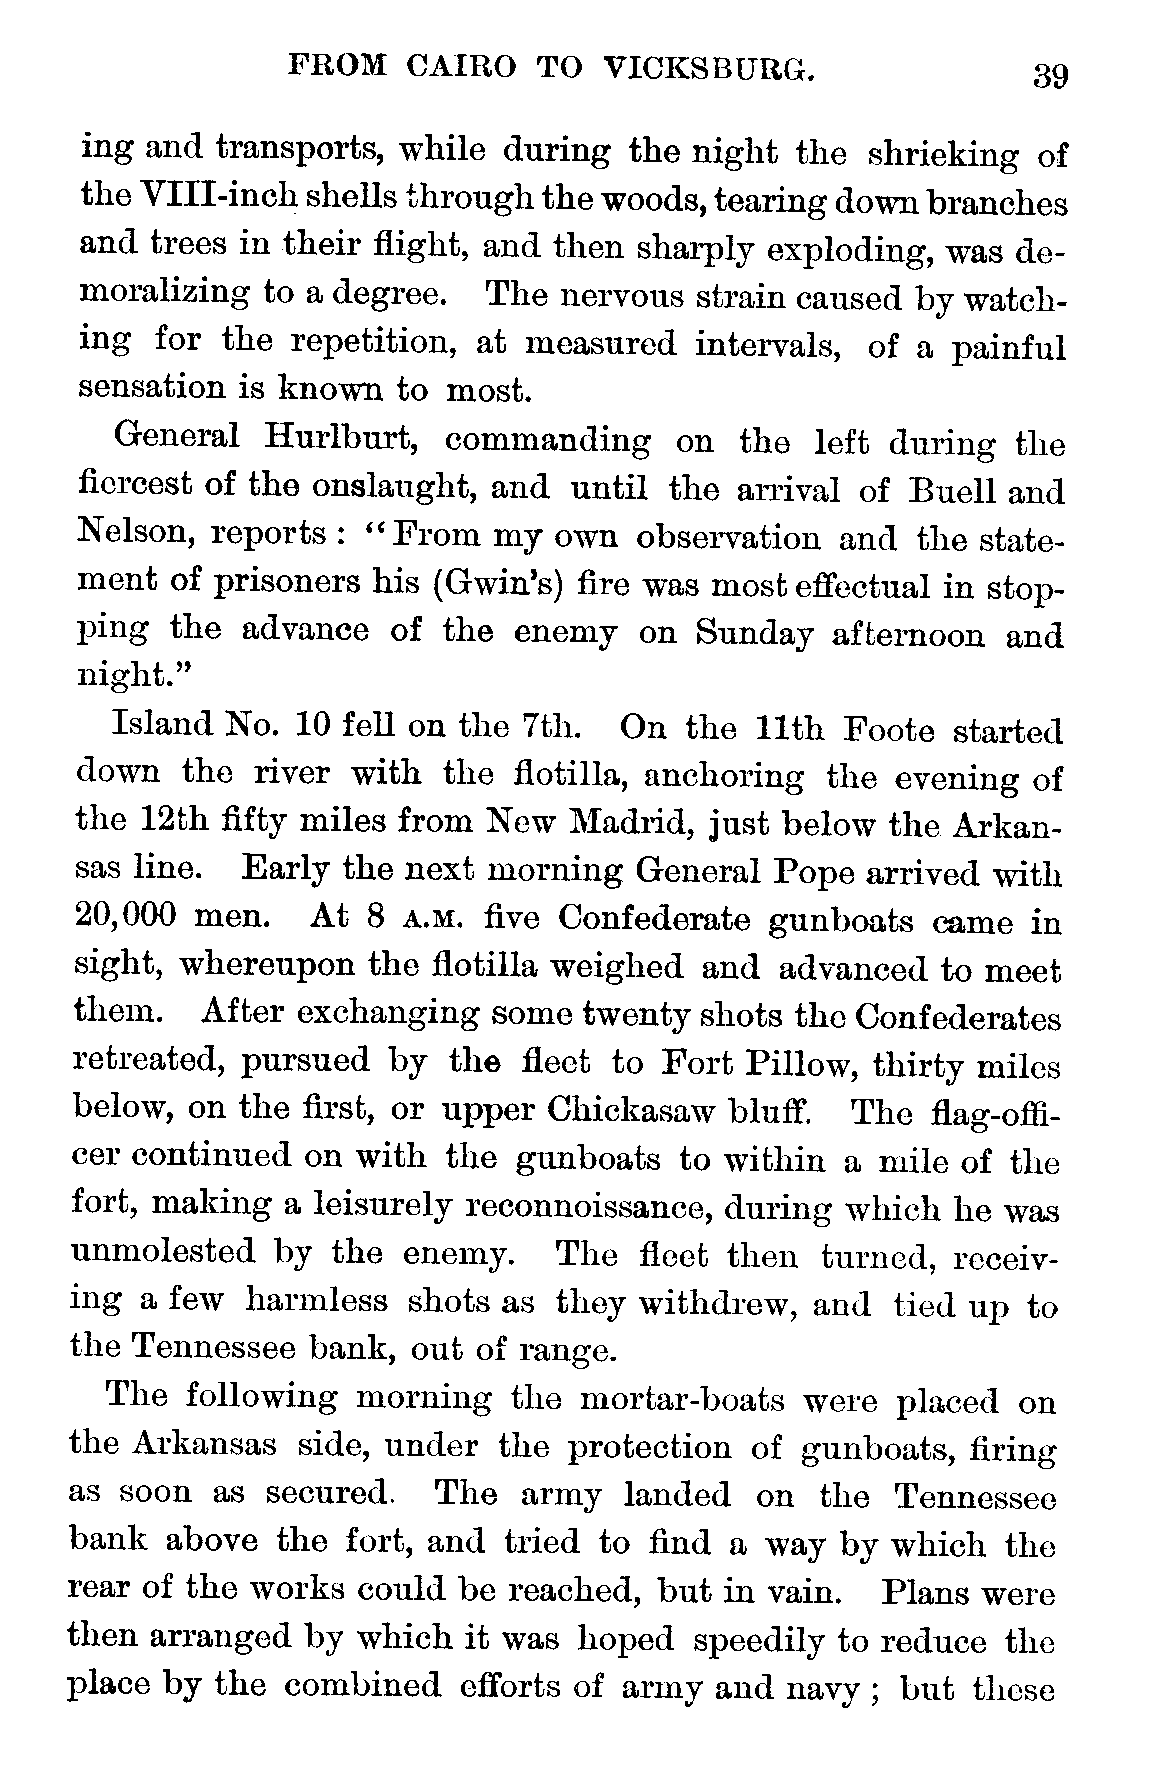 FROM CAIRO TO VICKSBURG. 39
ing and transports, while during the night the shrieking of
the VIII-inch shells through the woods, tearing down branches
and trees in their flight, and then sharply exploding, was de-
moralizing to a degree. The nervous strain caused by watch-
ing for the repetition, at measured intervals, of a painful
sensation is known to most.
General Hurlburt, commanding on the left during the
fiercest of the onslaught, and until the arrival of Buell and
Nelson, reports : “From my own observation and the state-
ment of prisoners his (Gwin’s) fire was most effectual in stop-
ping the advance of the enemy on Sunday afternoon and
night.”
Island No. 10 fell on the 7th. On the 11th Foote started
down the river with the flotilla, anchoring the evening of
the 12th fifty miles from New Madrid, just below the Arkan-
sas line. Early the next morning General Pope arrived with
20,000 men. At 8 A.M. five Confederate gunboats came in
sight, whereupon the flotilla weighed and advanced to meet
them. After exchanging some twenty shots the Confederates
retreated, pursued by the fleet to Fort Pillow, thirty miles
below, on the first, or upper Chickasaw bluff. The flag-offi-
cer continued on with the gunboats to within a mile of the
fort, making a leisurely reconnoissance, during which he was
unmolested by the enemy. The fleet then turned, receiv-
ing a few harmless shots as they withdrew, and tied up to
the Tennessee bank, out of range.
The following morning the mortar-boats were placed on
the Arkansas side, under the protection of gunboats, firing
as soon as secured. The army landed on the Tennessee
bank above the fort, and tried to find a way by which the
rear of the works could be reached, but in vain. Plans were
then arranged by which it was hoped speedily to reduce the
place by the combined efforts of army and navy ; but these